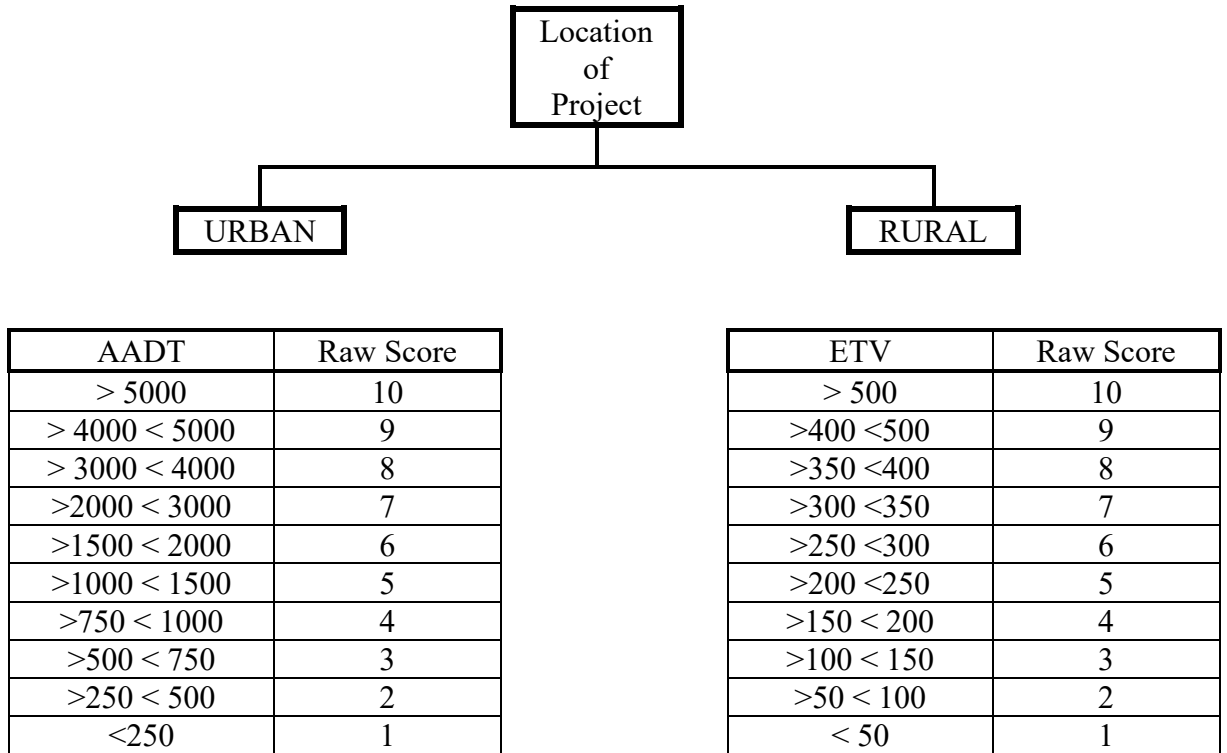 Location
of
Project
URBAN
RURAL
AADT Raw Score
> 5000 10
> 4000 < 5000 9
> 3000 < 4000 8
>2000 < 3000 7
>1500 < 2000 6
>1000 < 1500 5
>750 < 1000 4
>500 < 750 3
>250 < 500 2
<250 1
ETV Raw Score
> 500 10
>400 <500 9
>350 <400 8
>300 <350 7
>250 <300 6
>200 <250 5
>150 < 200 4
>100 < 150 3
>50 < 100 2
< 50 1